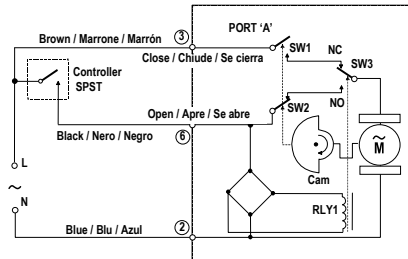 Brown / Marrone / Marrón
3
PORT ‘A’
Close / Chiude / Se cierra
SW1
NC
SW3
Controller
SPST
Open / Apre / Se abre
NO
SW2
Black / Nero / Negro
6
L
~
N
~
M
Cam
RLY1
Blue / Blu / Azul
2